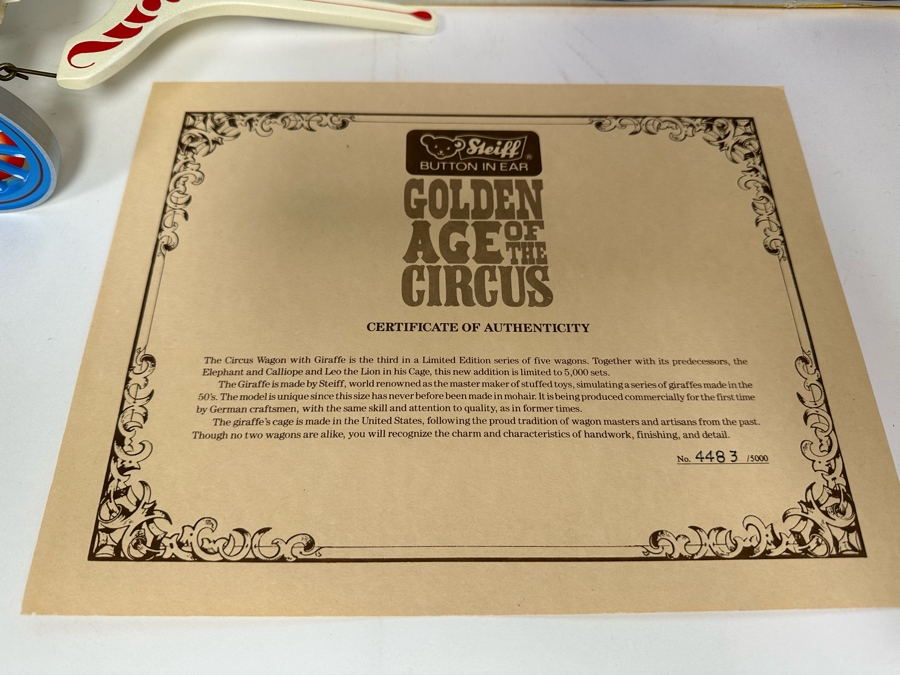 Steiff ®
BUTTON IN EAR
GOLDEN
AGE OF THE
CIRCUS
CERTIFICATE OF AUTHENTICITY
The Circus Wagon with Giraffe is the third in a Limited Edition series of five wagons. Together with its predecessors, the
Elephant and Calliope and Leo the Lion in his Cage, this new addition is limited to 5,000 sets.
The Giraffe is made by Steiff, world renowned as the master maker of stuffed toys, simulating a series of giraffes made in the
50's. The model is unique since this size has never before been made in mohair. It is being produced commercially for the first time
by German craftsmen, with the same skill and attention to quality, as in former times.
The giraffe's cage is made in the United States, following the proud tradition of wagon masters and artisans from the past.
Though no two wagons are alike, you will recognize the charm and characteristics of handwork, finishing, and detail.
No. 4483 /5000